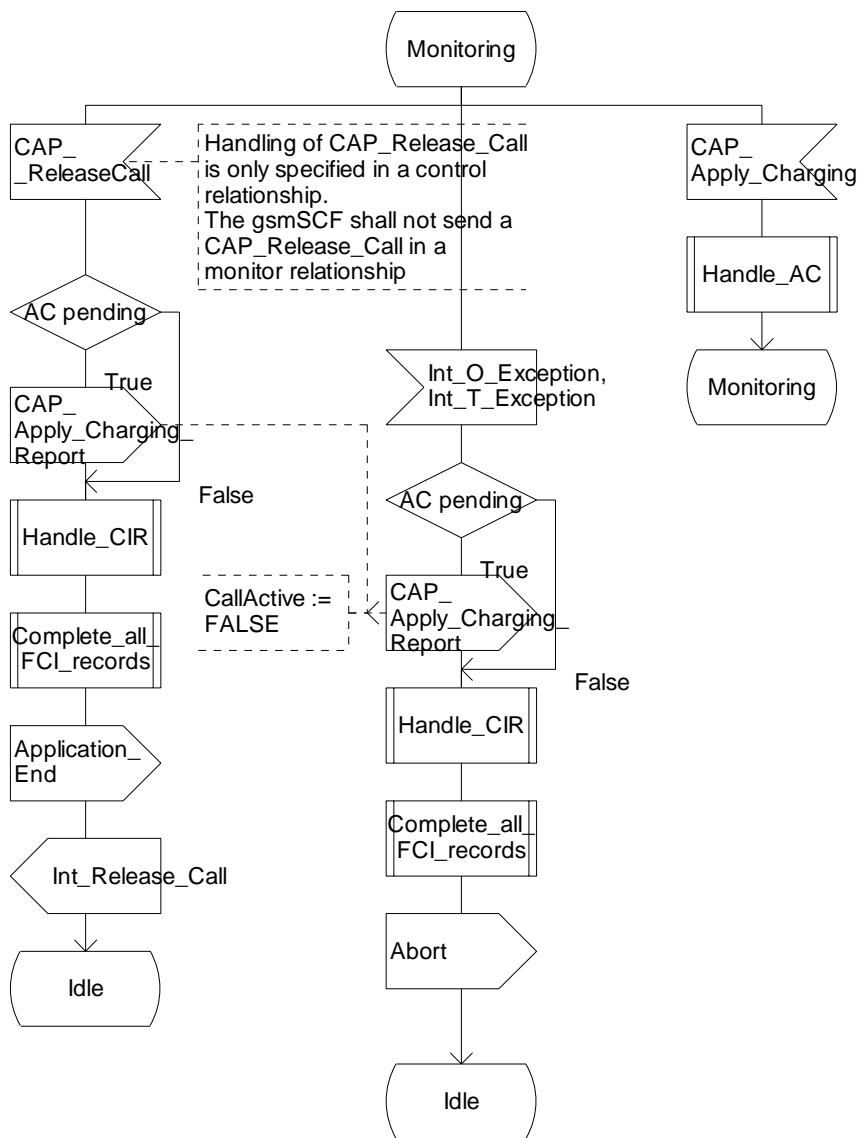 Monitoring
CAP_
_ReleaseCall
Handling of CAP_Release_Call
is only specified in a control
relationship.
The gsmSCF shall not send a
CAP_Release_Call in a
monitor relationship
CAP_
Apply_Charging
Handle_AC
Monitoring
AC pending
True
CAP_
Apply_Charging_
Report
False
Handle_CIR
Complete_all_
FCI_records
Application_
End
Int_Release_Call
Idle
Int_O_Exception,
Int_T_Exception
AC pending
True
CallActive :=
FALSE
CAP_
Apply_Charging_
Report
False
Handle_CIR
Complete_all_
FCI_records
Abort
Idle